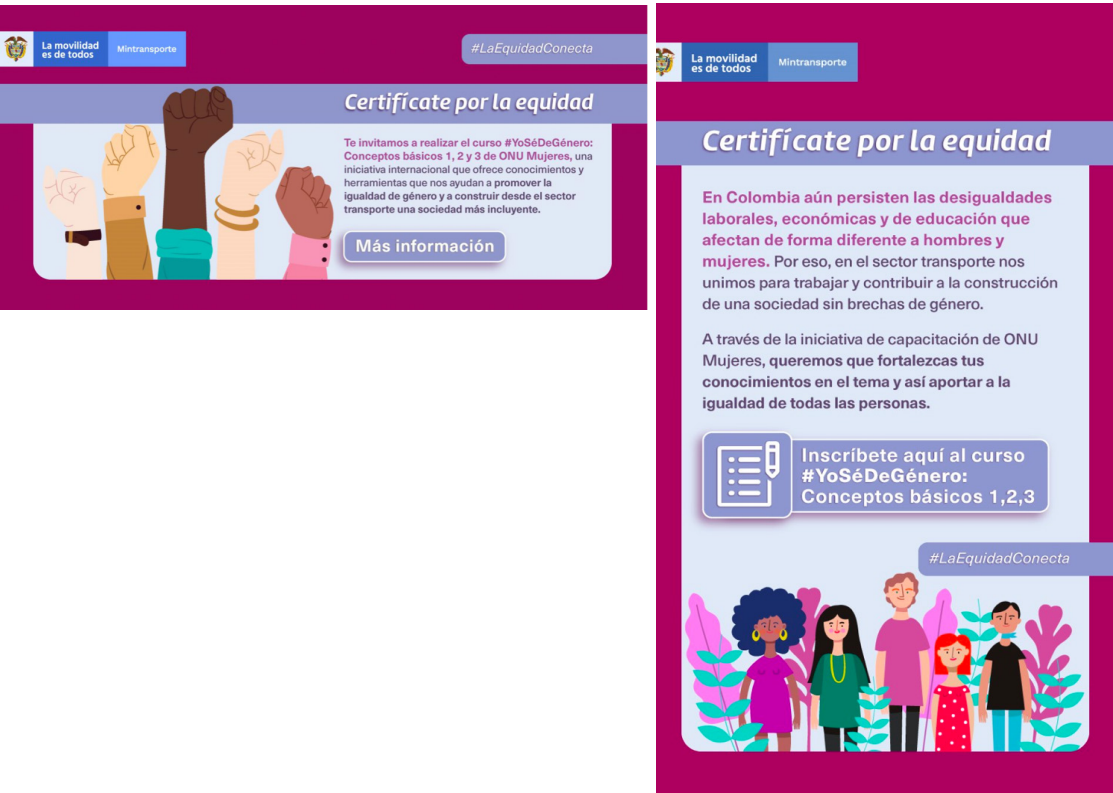 La movilidad
es de todos
Mintransporte
#LaEquidadConecta
Certifícate por la equidad
Te invitamos a realizar el curso #YoSéDeGénero:
Conceptos básicos 1, 2 y 3 de ONU Mujeres, una
iniciativa internacional que ofrece conocimientos y
herramientas que nos ayudan a promover la
igualdad de género y a construir desde el sector
transporte una sociedad más incluyente.
Más información
La movilidad
es de todos
Mintransporte
Certifícate por la equidad
En Colombia aún persisten las desigualdades
laborales, económicas y de educación que
afectan de forma diferente a hombres y
mujeres. Por eso, en el sector transporte nos
unimos para trabajar y contribuir a la construcción
de una sociedad sin brechas de género.
A través de la iniciativa de capacitación de ONU
Mujeres, queremos que fortalezcas tus
conocimientos en el tema y así aportar a la
igualdad de todas las personas.
Inscríbete aquí al curso
#YoSéDeGénero:
Conceptos básicos 1,2,3
#LaEquidadConecta